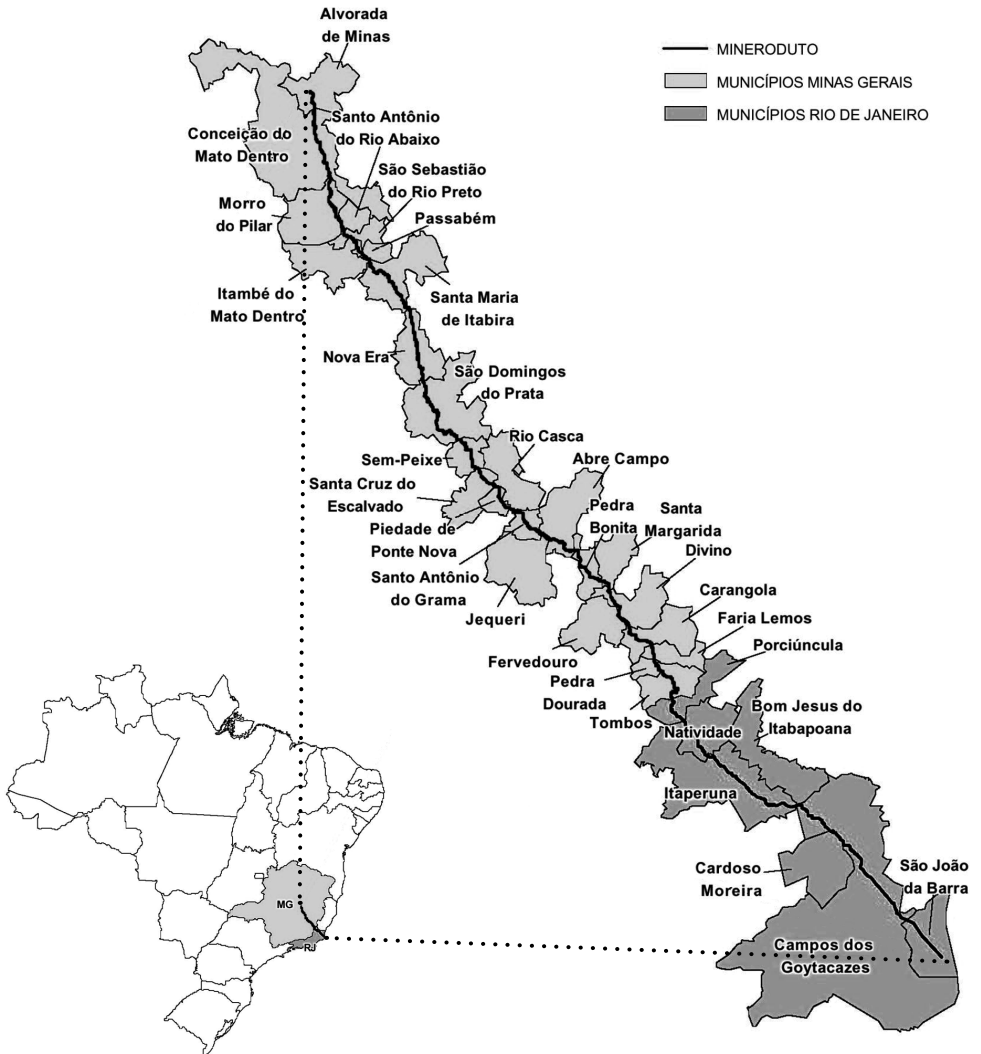 Alvorada
de Minas
MINERODUTO
MUNICÍPIOS MINAS GERAIS
MUNICÍPIOS RIO DE JANEIRO
Santo Antônio
do Rio Abaixo
Conceição do
Mato Dentro
São Sebastião
do Rio Preto
Morro
do Pilar
Passabém
Itambé do
Mato Dentro
Santa Maria
de Itabira
Nova Era
São Domingos
do Prata
Rio Casca
Sem-Peixe
Abre Campo
Santa Cruz do
Escalvado
Pedra
Bonita
Santa
Margarida
Piedade de
Ponte Nova
Divino
Santo Antônio
do Grama
Carangola
Jequeri
Faria Lemos
Porciúncula
Fervedouro
Pedra
Dourada
Tombos
Bom Jesus do
Itabapoana
Natividade
Itaperuna
Cardoso
Moreira
São João
da Barra
MG
RJ
Campos dos
Goytacazes